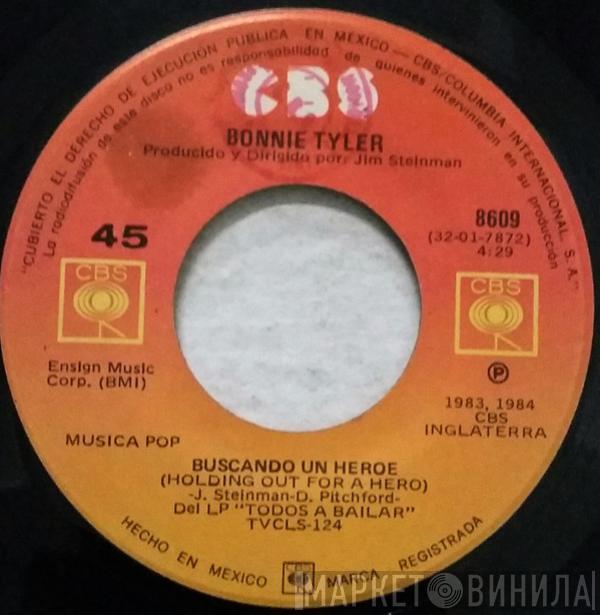 "CUBIERTO EL DERECHO DE EJECUCIÓN PUBLICA EN MEXICO — CBS/COLUMBIA INTERNACIONAL, S. A."
La radiodifusión de este disco no es responsabilidad de quienes intervinieron en su producción
CBS
BONNIE TYLER
Producido y Dirigido por: Jim Steinman
45
8609
(32-01-7872)
4:29
CBS
CBS
Ensign Music
Corp. (BMI)
℗
1983, 1984
CBS
INGLATERRA
MUSICA POP
BUSCANDO UN HEROE
(HOLDING OUT FOR A HERO)
-J. Steinman-D. Pitchford-
Del LP "TODOS A BAILAR"
TVCLS-124
HECHO EN MEXICO CBS MARCA REGISTRADA
МАРКЕТ ВИНИЛА